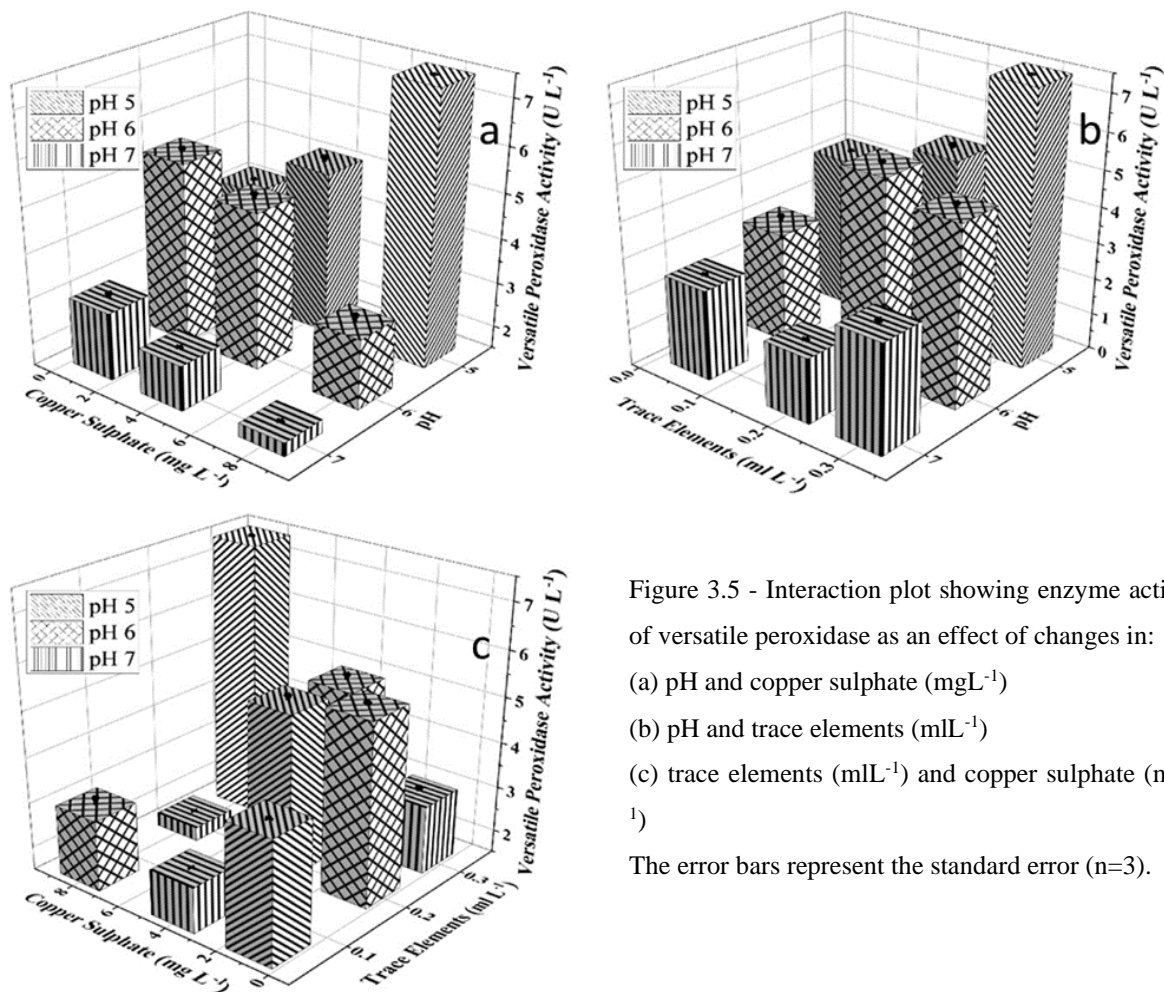 a
pH 5
pH 6
pH 7
Versatile Peroxidase Activity (U L⁻¹)
7
6
5
4
3
2
Copper Sulphate (mg L⁻¹)
0
2
4
6
8
pH
5
6
7
b
pH 5
pH 6
pH 7
Versatile Peroxidase Activity (U L⁻¹)
7
6
5
4
3
2
1
0
Trace Elements (ml L⁻¹)
0.0
0.1
0.2
0.3
pH
5
6
7
c
pH 5
pH 6
pH 7
Versatile Peroxidase Activity (U L⁻¹)
7
6
5
4
3
2
Copper Sulphate (mg L⁻¹)
8
6
4
2
0
Trace Elements (ml L⁻¹)
0.1
0.2
0.3
Figure 3.5 - Interaction plot showing enzyme acti
of versatile peroxidase as an effect of changes in:
(a) pH and copper sulphate (mgL⁻¹)
(b) pH and trace elements (mlL⁻¹)
(c) trace elements (mlL⁻¹) and copper sulphate (m
¹)
The error bars represent the standard error (n=3).